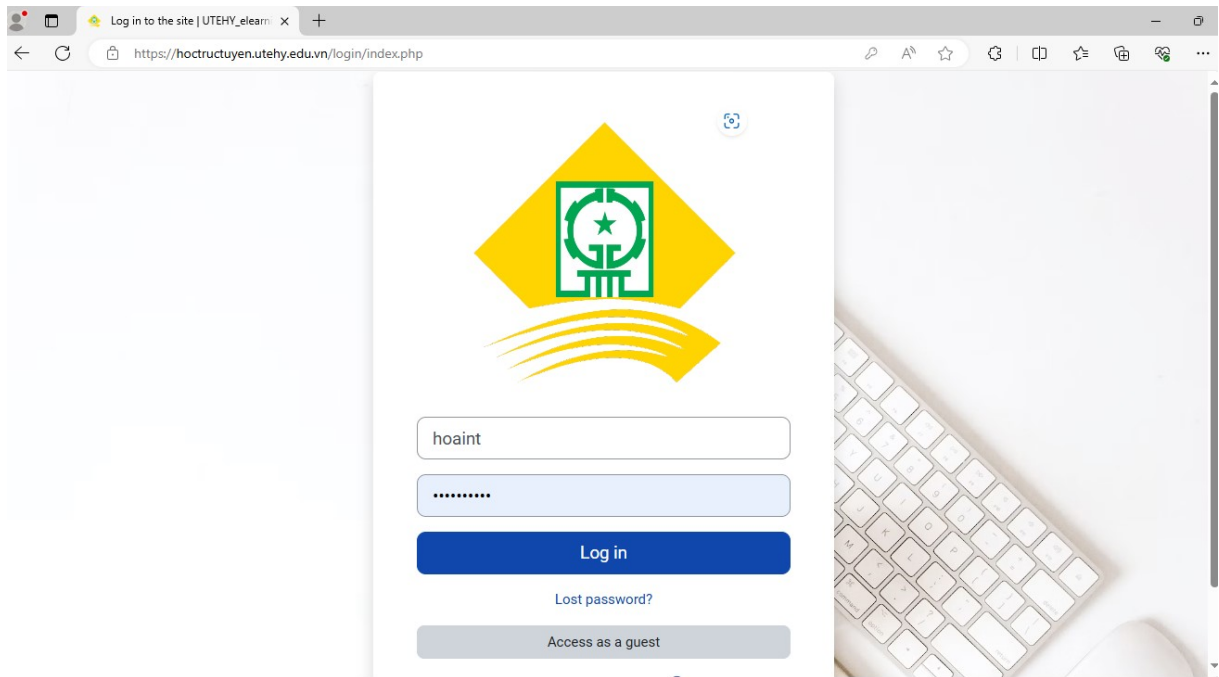 Log in to the site | UTEHY_elearni
https://hoctructuyen.utehy.edu.vn/login/index.php
hoaint
••••••••••
Log in
Lost password?
Access as a guest